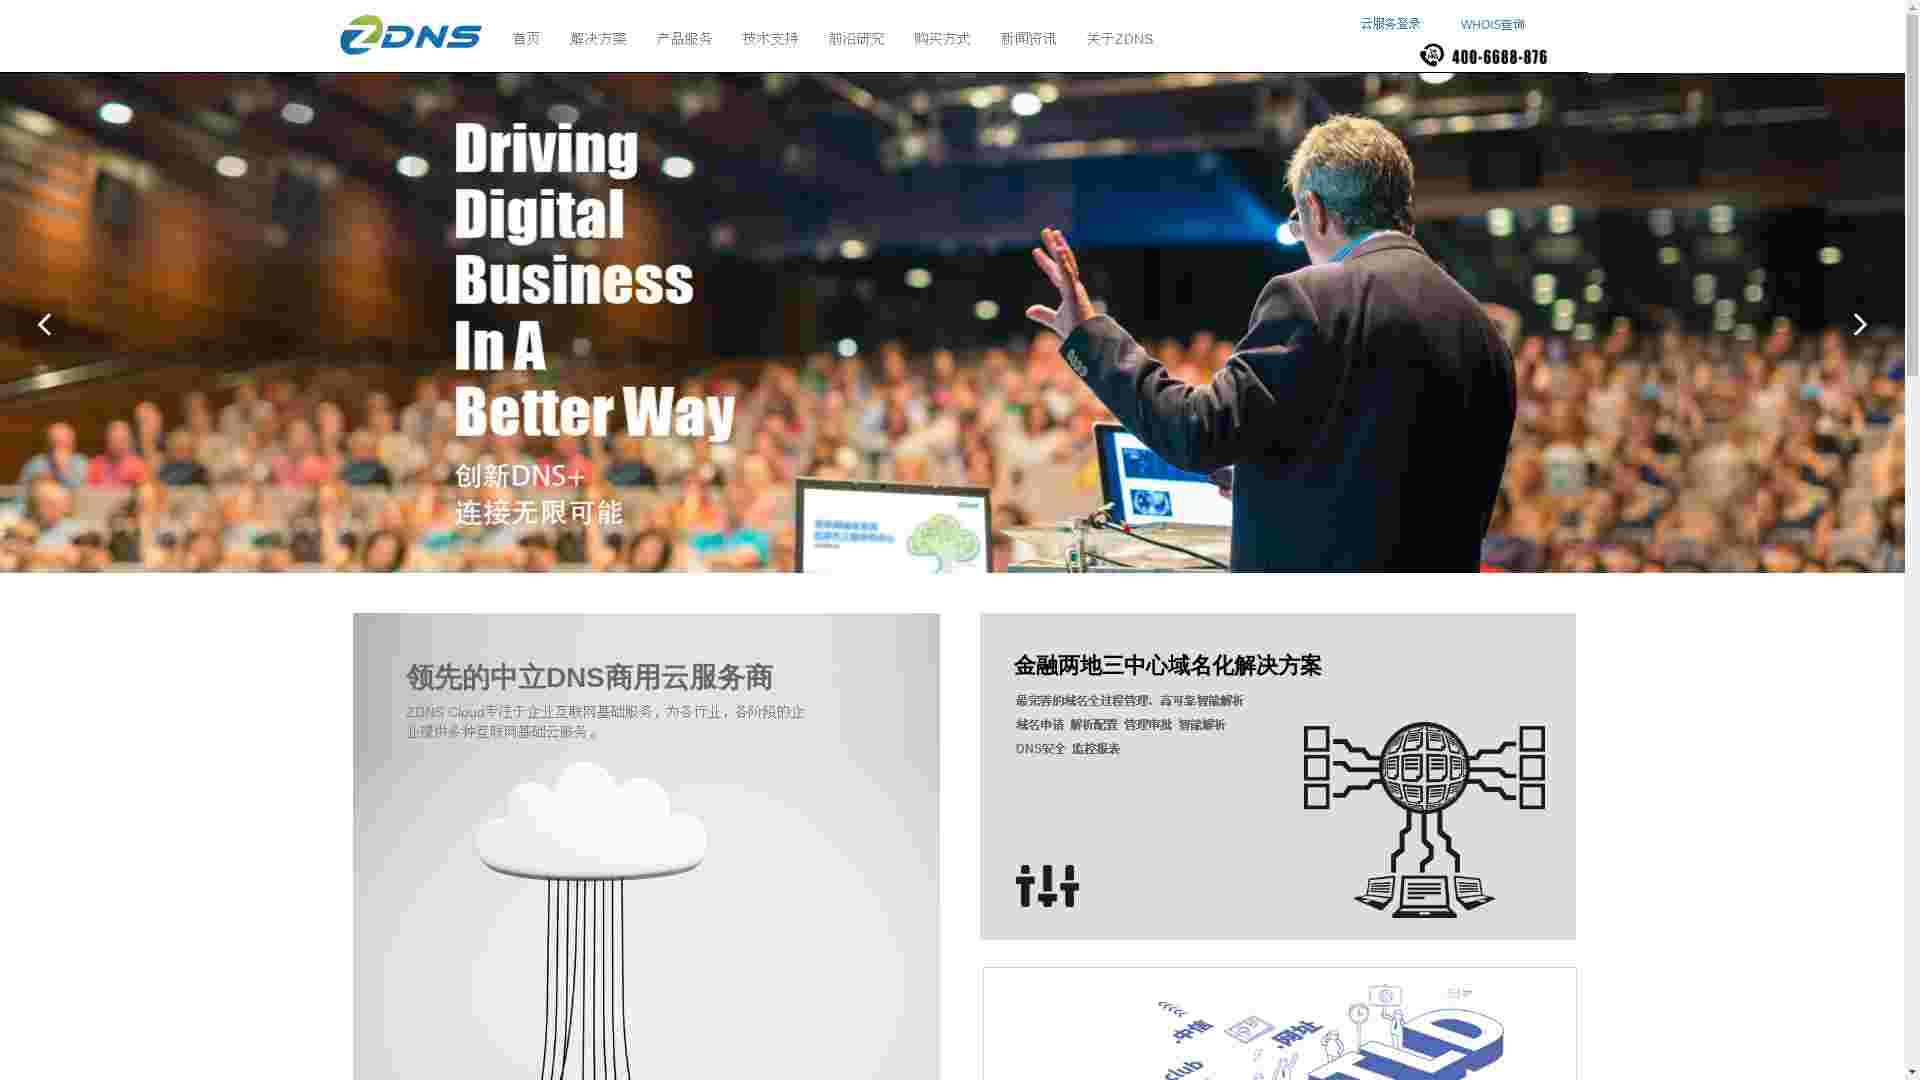 ZDNS
首页 解决方案 产品服务 技术支持 前沿研究 购买方式 新闻资讯 关于ZDNS
云服务登录 WHOIS查询
400-6688-876
Driving
Digital
Business
In A
Better Way
创新DNS+
连接无限可能
领先的中立DNS商用云服务商
ZDNS Cloud专注于企业互联网基础服务，为各行业，各阶段的企
业提供多种互联网基础云服务。
金融两地三中心域名化解决方案
最完善的域名全过程管理、高可靠智能解析
域名申请 解析配置 管理审批 智能解析
DNS安全 监控报表
.中信
.网址
club
TLD